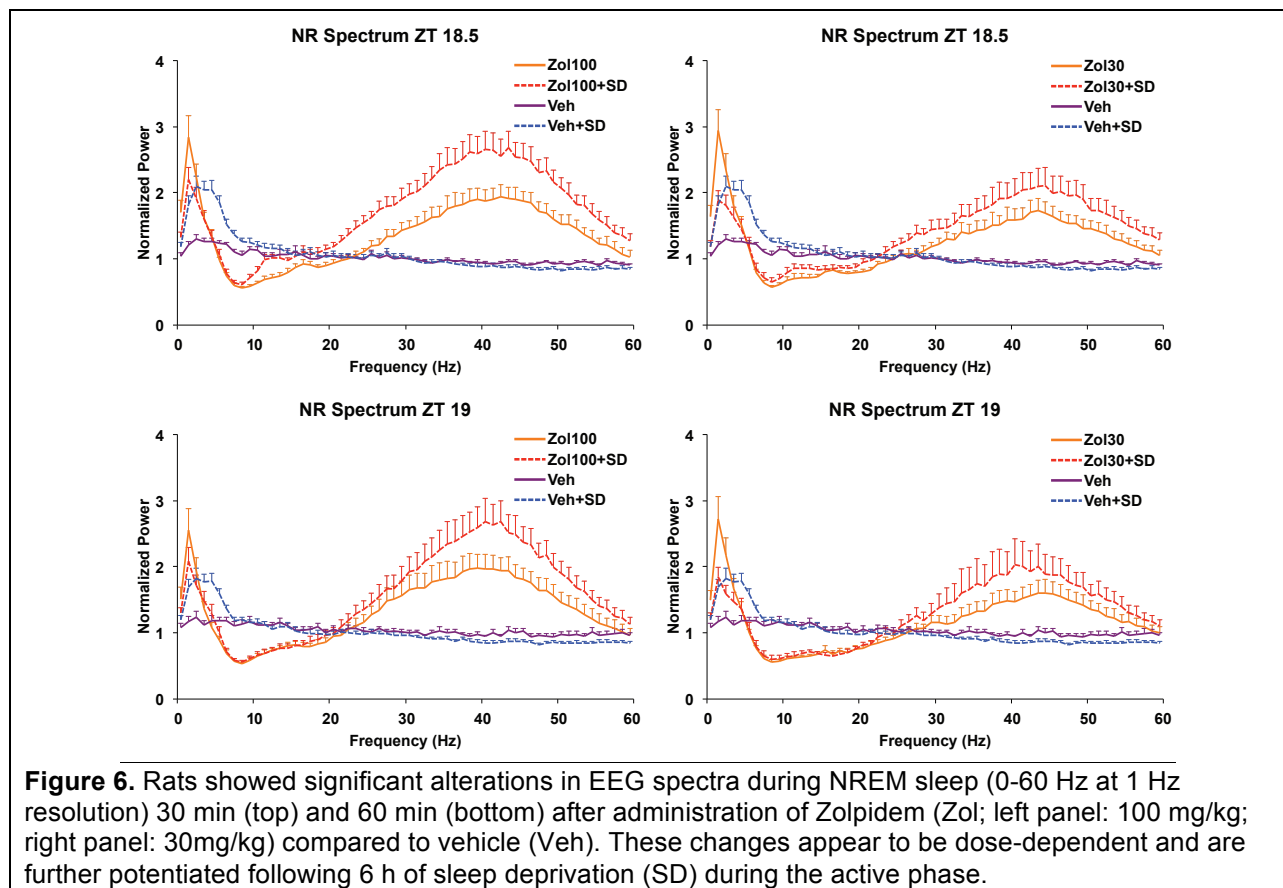 NR Spectrum ZT 18.5
4
3
2
1
0
Normalized Power
Zol100
Zol100+SD
Veh
Veh+SD
0 10 20 30 40 50 60
Frequency (Hz)
NR Spectrum ZT 18.5
4
3
2
1
0
Normalized Power
Zol30
Zol30+SD
Veh
Veh+SD
0 10 20 30 40 50 60
Frequency (Hz)
NR Spectrum ZT 19
4
3
2
1
0
Normalized Power
Zol100
Zol100+SD
Veh
Veh+SD
0 10 20 30 40 50 60
Frequency (Hz)
NR Spectrum ZT 19
4
3
2
1
0
Normalized Power
Zol30
Zol30+SD
Veh
Veh+SD
0 10 20 30 40 50 60
Frequency (Hz)
Figure 6. Rats showed significant alterations in EEG spectra during NREM sleep (0-60 Hz at 1 Hz
resolution) 30 min (top) and 60 min (bottom) after administration of Zolpidem (Zol; left panel: 100 mg/kg;
right panel: 30mg/kg) compared to vehicle (Veh). These changes appear to be dose-dependent and are
further potentiated following 6 h of sleep deprivation (SD) during the active phase.